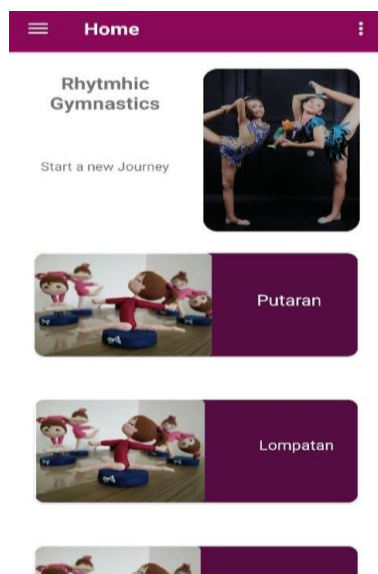 Home
Rhytmhic
Gymnastics
Start a new Journey
Putaran
Lompatan